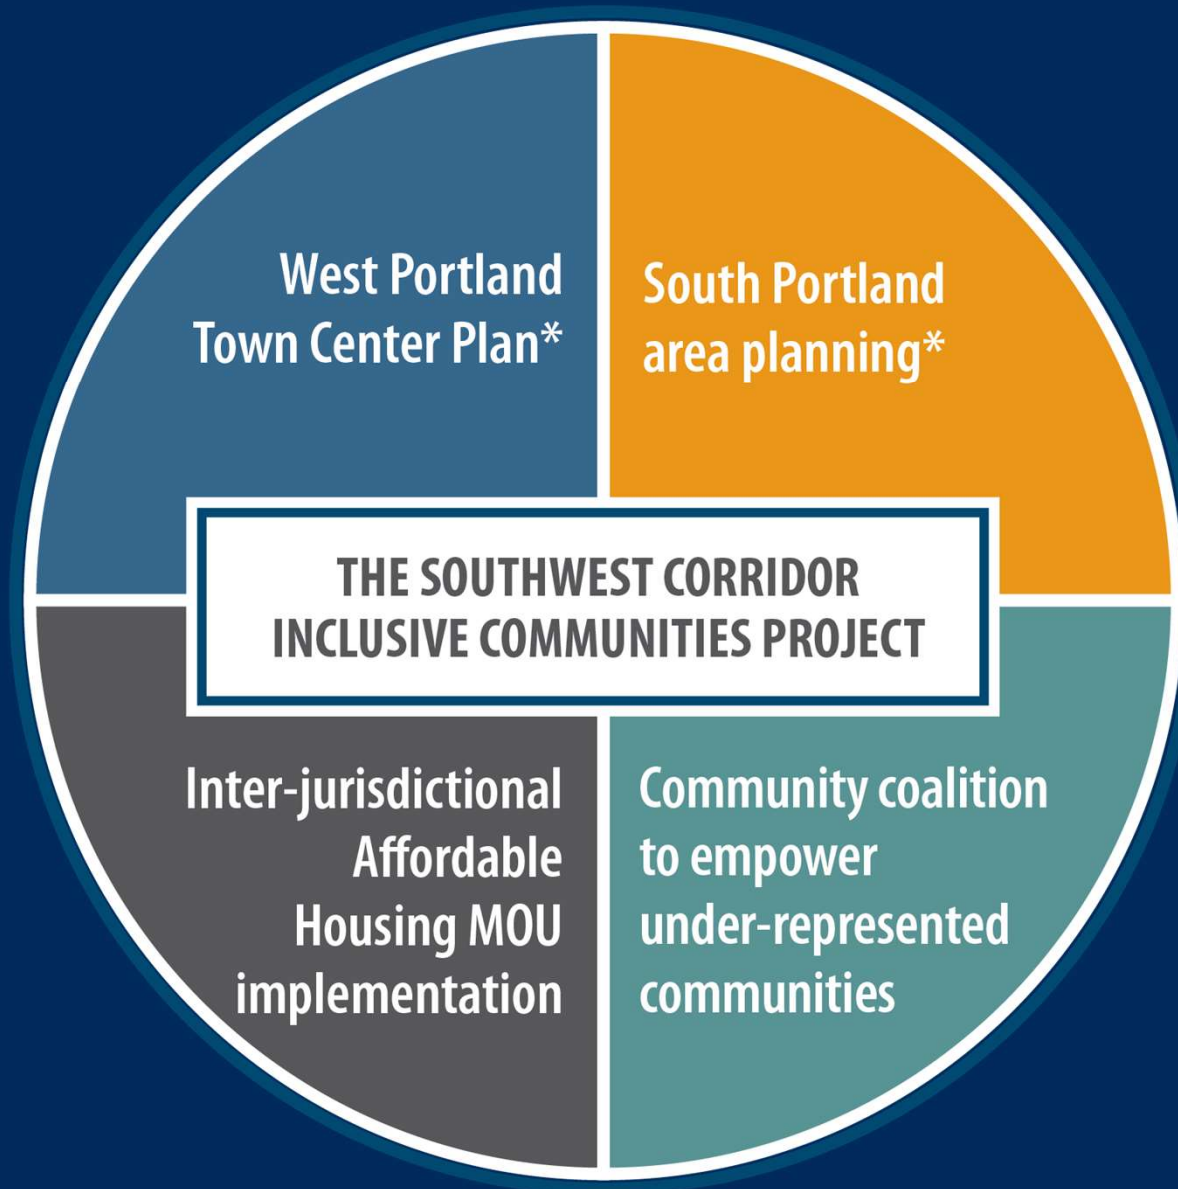 West Portland
Town Center Plan*
South Portland
area planning*
THE SOUTHWEST CORRIDOR
INCLUSIVE COMMUNITIES PROJECT
Inter-jurisdictional
Affordable
Housing MOU
implementation
Community coalition
to empower
under-represented
communities